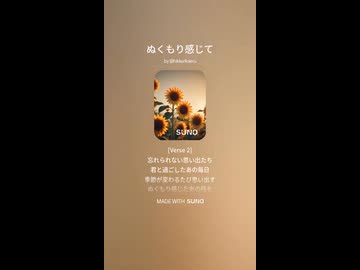 ぬくもり感じて
SUNO
[Verse 2]
忘れられない思い出たち
君と過ごしたあの毎日
季節が変わるたび思い出す
ぬくもり感じたあの時を
MADE WITH SUNO